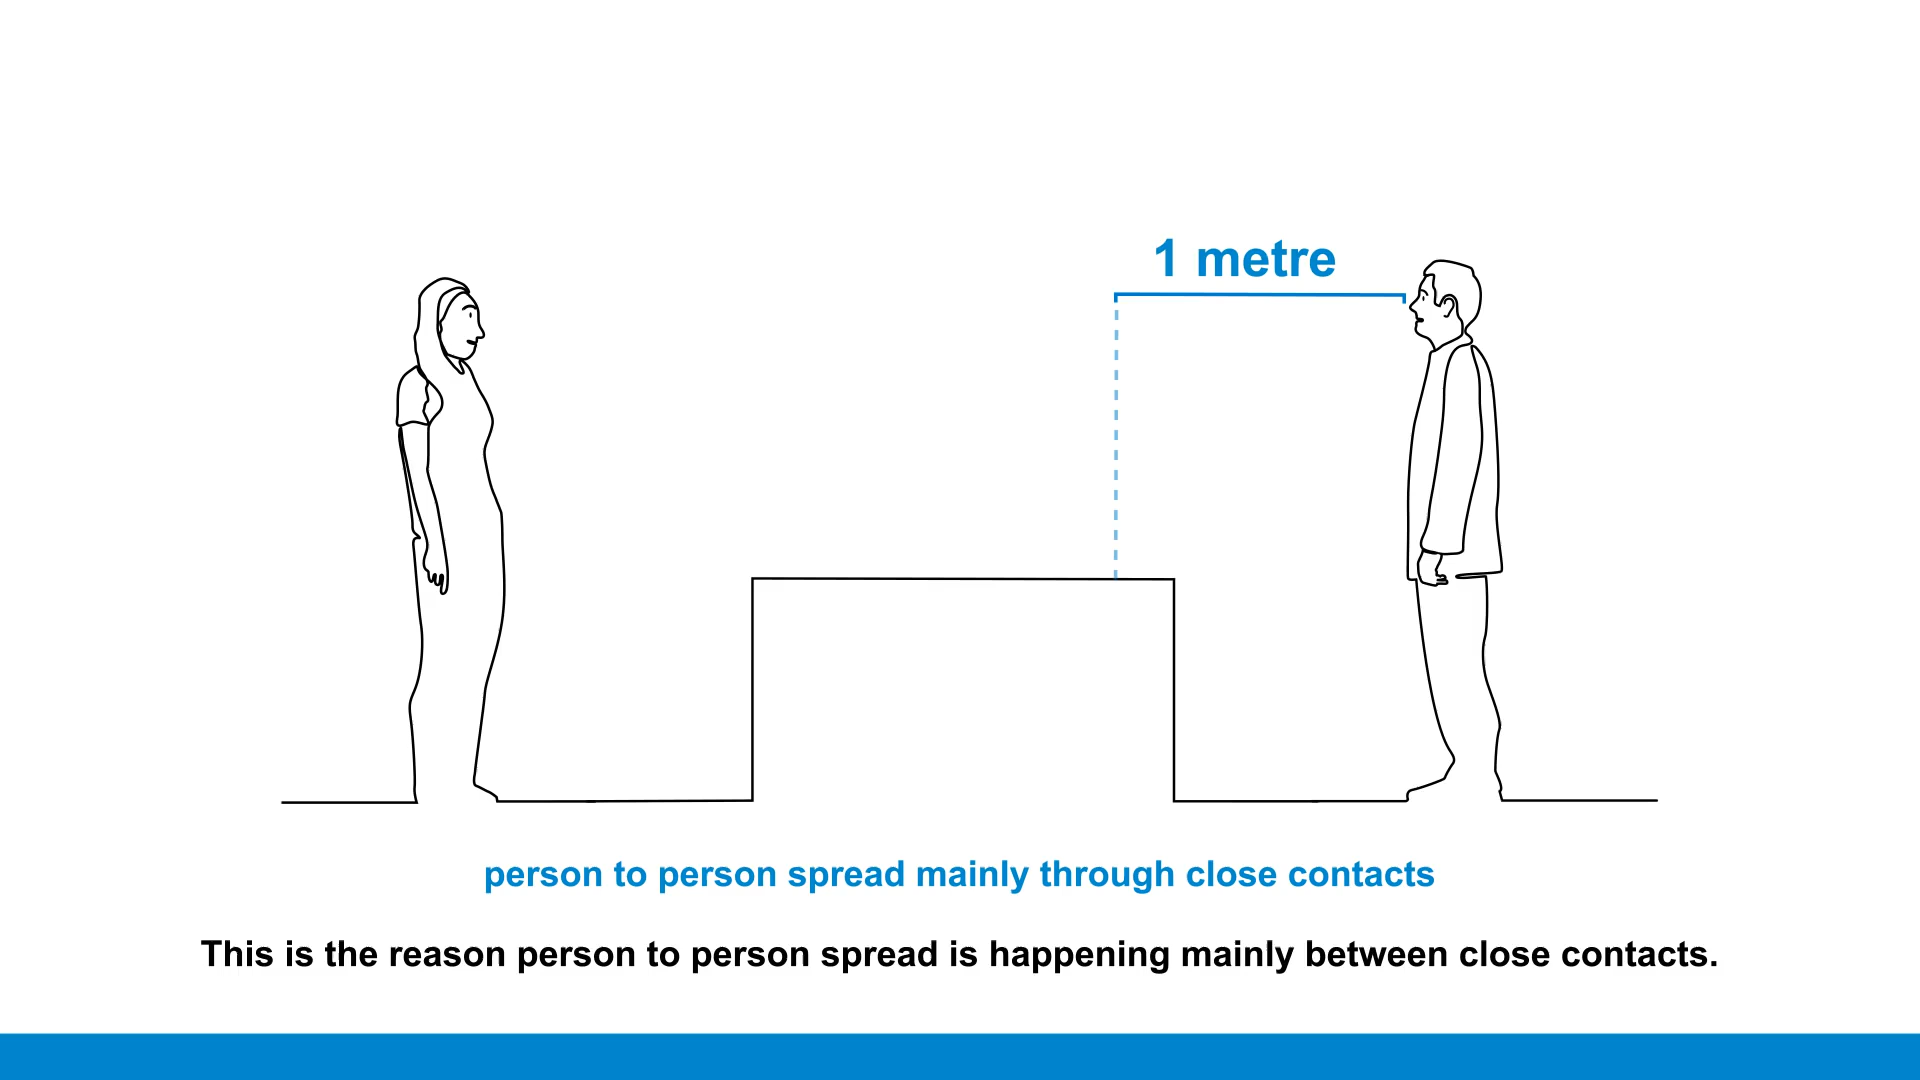 1 metre
person to person spread mainly through close contacts
This is the reason person to person spread is happening mainly between close contacts.